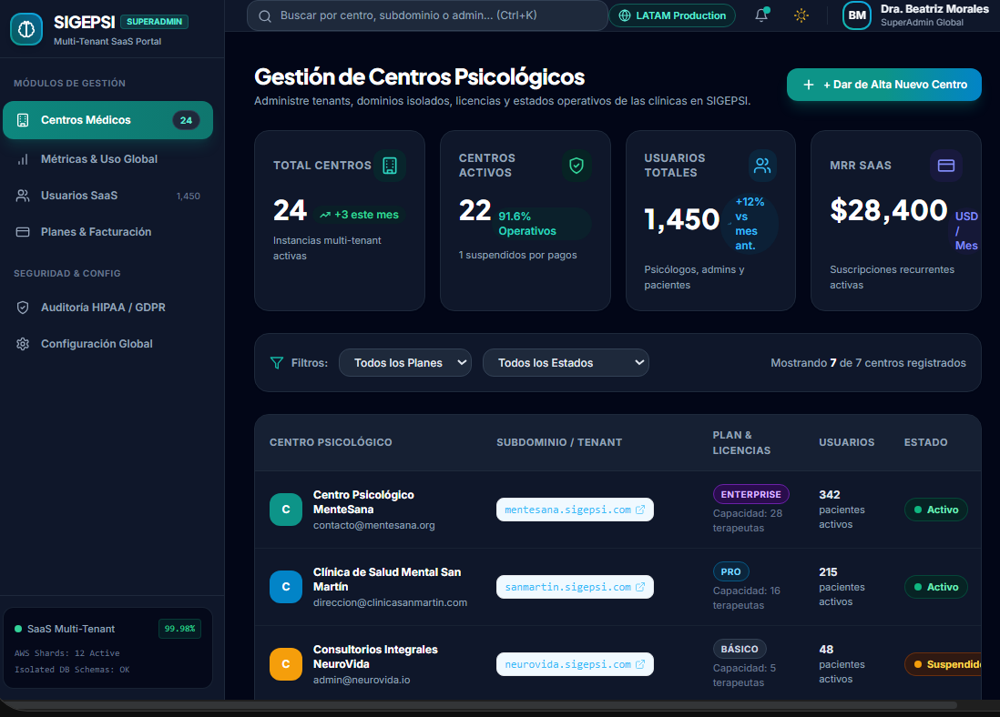 SIGEPSI SUPERADMIN
Multi-Tenant SaaS Portal
Buscar por centro, subdominio o admin... (Ctrl+K)
LATAM Production
BM
Dra. Beatriz Morales
SuperAdmin Global
MÓDULOS DE GESTIÓN
Centros Médicos 24
Métricas & Uso Global
Usuarios SaaS 1,450
Planes & Facturación
SEGURIDAD & CONFIG
Auditoría HIPAA / GDPR
Configuración Global
SaaS Multi-Tenant 99.98%
AWS Shards: 12 Active
Isolated DB Schemas: OK
Gestión de Centros Psicológicos
Administre tenants, dominios isolados, licencias y estados operativos de las clínicas en SIGEPSI.
+ Dar de Alta Nuevo Centro
TOTAL CENTROS
24 +3 este mes
Instancias multi-tenant
activas
CENTROS
ACTIVOS
22 91.6%
Operativos
1 suspendidos por pagos
USUARIOS
TOTALES
1,450
+12%
vs
mes
ant.
Psicólogos, admins y
pacientes
MRR SAAS
$28,400
USD
/
Mes
Suscripciones recurrentes
activas
Filtros: Todos los Planes Todos los Estados Mostrando 7 de 7 centros registrados
CENTRO PSICOLÓGICO SUBDOMINIO / TENANT PLAN &
LICENCIAS USUARIOS ESTADO
C
Centro Psicológico
MenteSana
contacto@mentesana.org
mentesana.sigepsi.com
ENTERPRISE
Capacidad: 28
terapeutas
342
pacientes
activos
Activo
C
Clínica de Salud Mental San
Martín
direccion@clinicasanmartin.com
sanmartin.sigepsi.com
PRO
Capacidad: 16
terapeutas
215
pacientes
activos
Activo
C
Consultorios Integrales
NeuroVida
admin@neurovida.io
neurovida.sigepsi.com
BÁSICO
Capacidad: 5
terapeutas
48
pacientes
activos
Suspendido